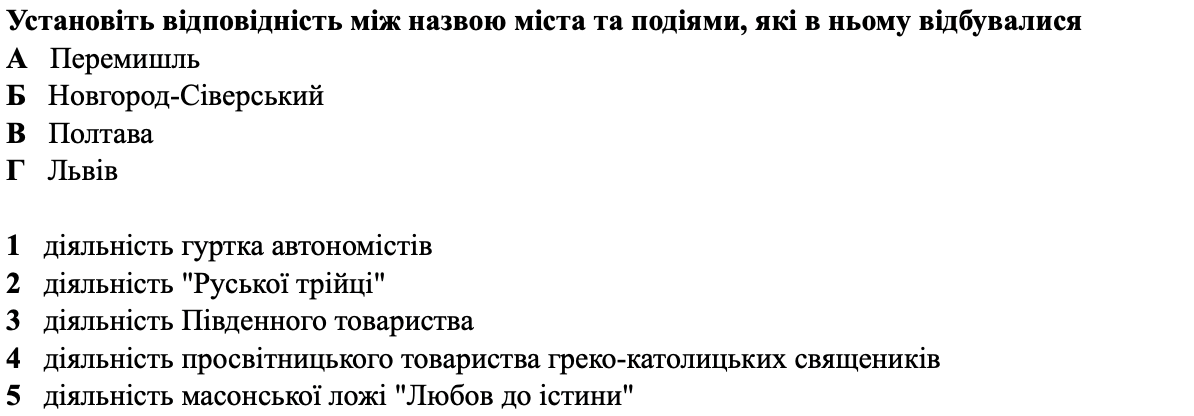 Установіть відповідність між назвою міста та подіями, які в ньому відбувалися
А Перемишль
Б Новгород-Сіверський
В Полтава
Г Львів
1 діяльність гуртка автономістів
2 діяльність "Руської трійці"
3 діяльність Південного товариства
4 діяльність просвітницького товариства греко-католицьких священиків
5 діяльність масонської ложі "Любов до істини"